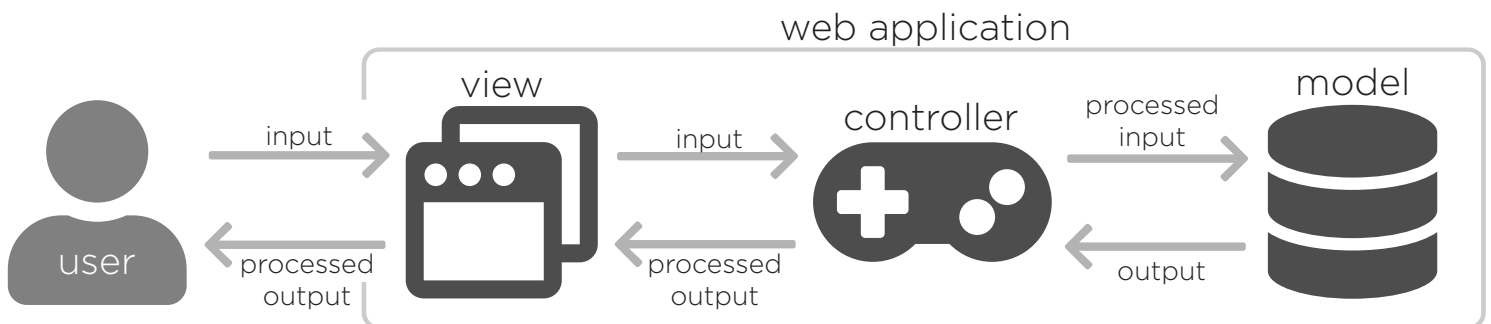 web application
view
model
controller
processed
input
input
input
user
processed
output
processed
output
output